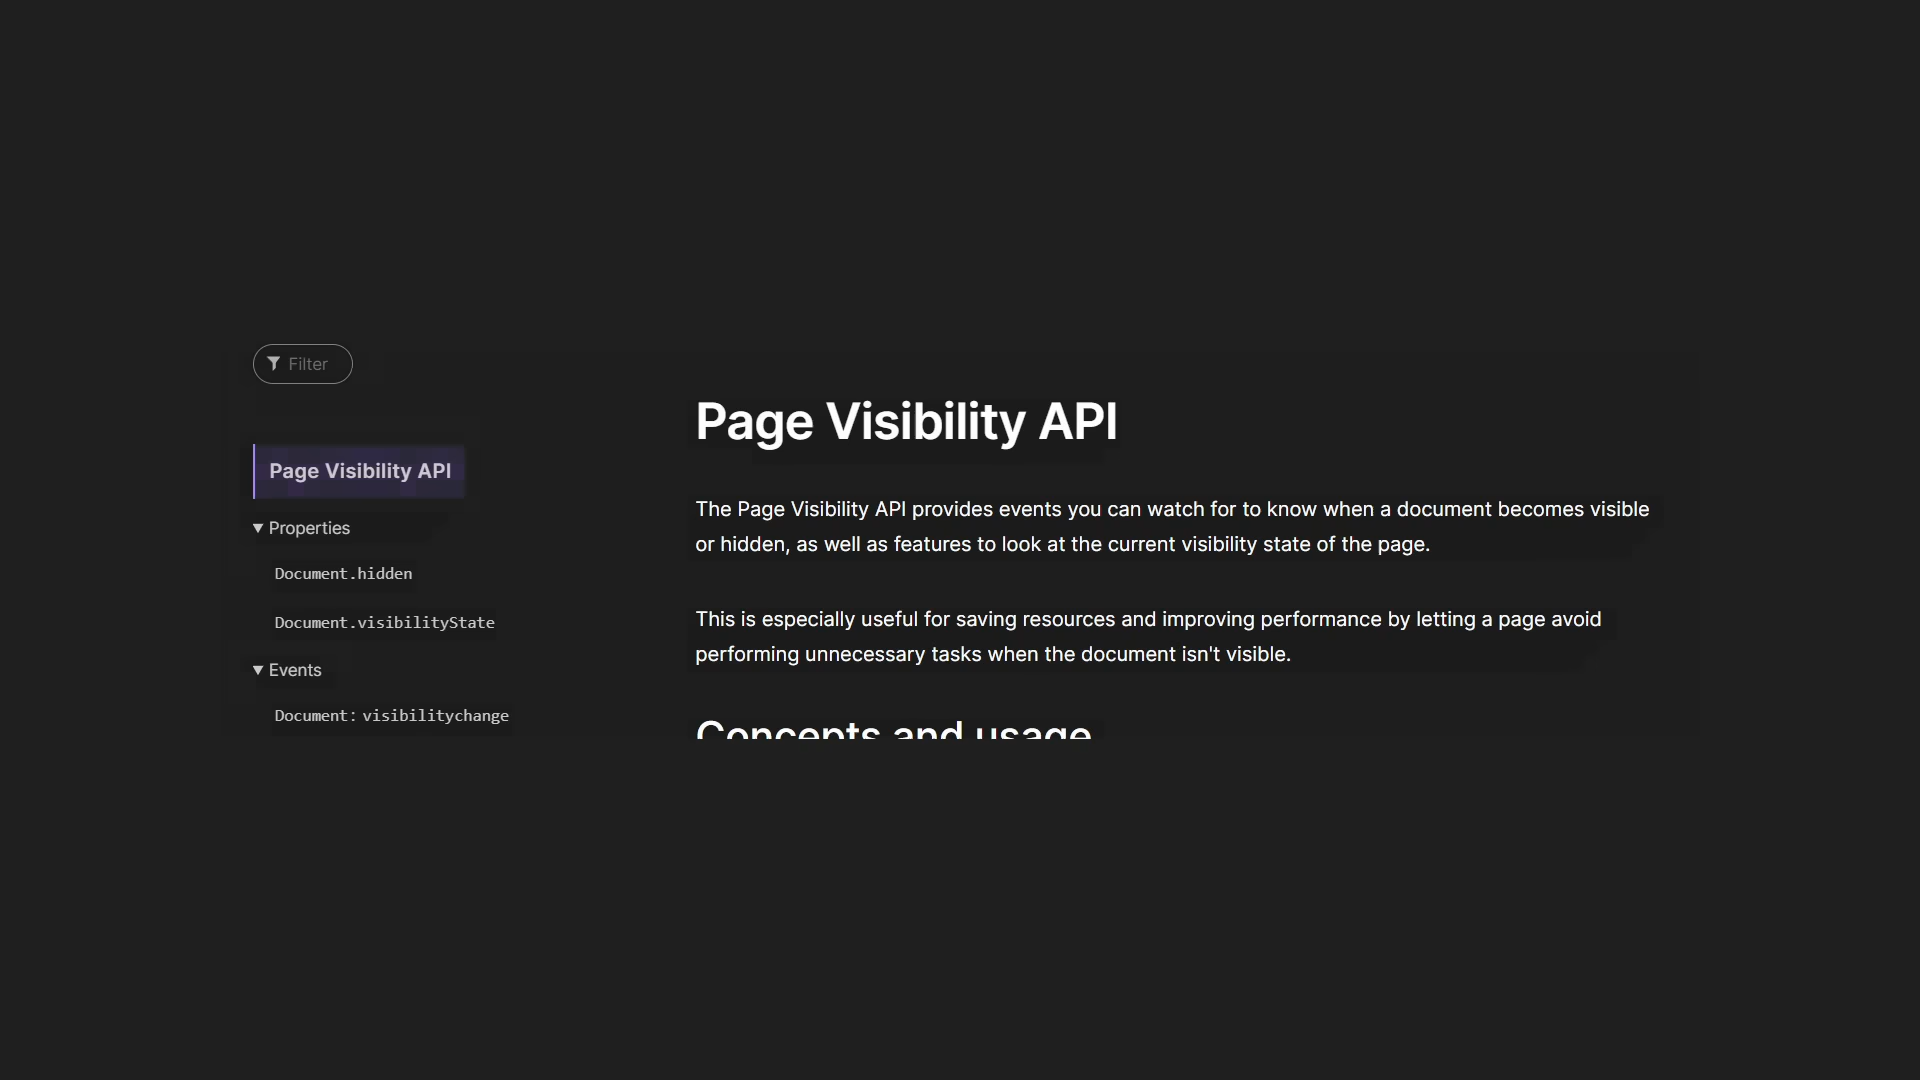 Filter
Page Visibility API
Properties
Document.hidden
Document.visibilityState
Events
Document: visibilitychange
Page Visibility API
The Page Visibility API provides events you can watch for to know when a document becomes visible
or hidden, as well as features to look at the current visibility state of the page.
This is especially useful for saving resources and improving performance by letting a page avoid
performing unnecessary tasks when the document isn't visible.
Concepts and usage